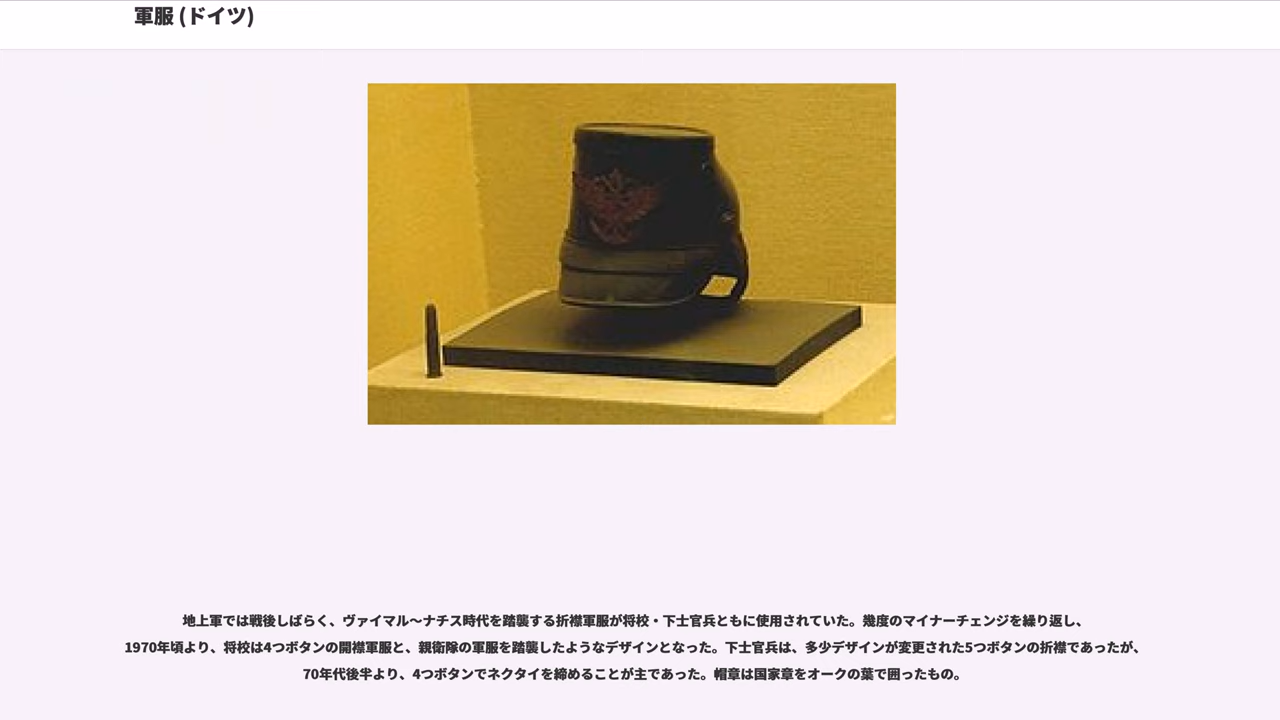 軍服 (ドイツ)
地上軍では戦後しばらく、ヴァイマル～ナチス時代を踏襲する折襟軍服が将校・下士官兵ともに使用されていた。幾度のマイナーチェンジを繰り返し、
1970年頃より、将校は4つボタンの開襟軍服と、親衛隊の軍服を踏襲したようなデザインとなった。下士官兵は、多少デザインが変更された5つボタンの折襟であったが、
70年代後半より、4つボタンでネクタイを締めることが主であった。帽章は国家章をオークの葉で囲ったもの。